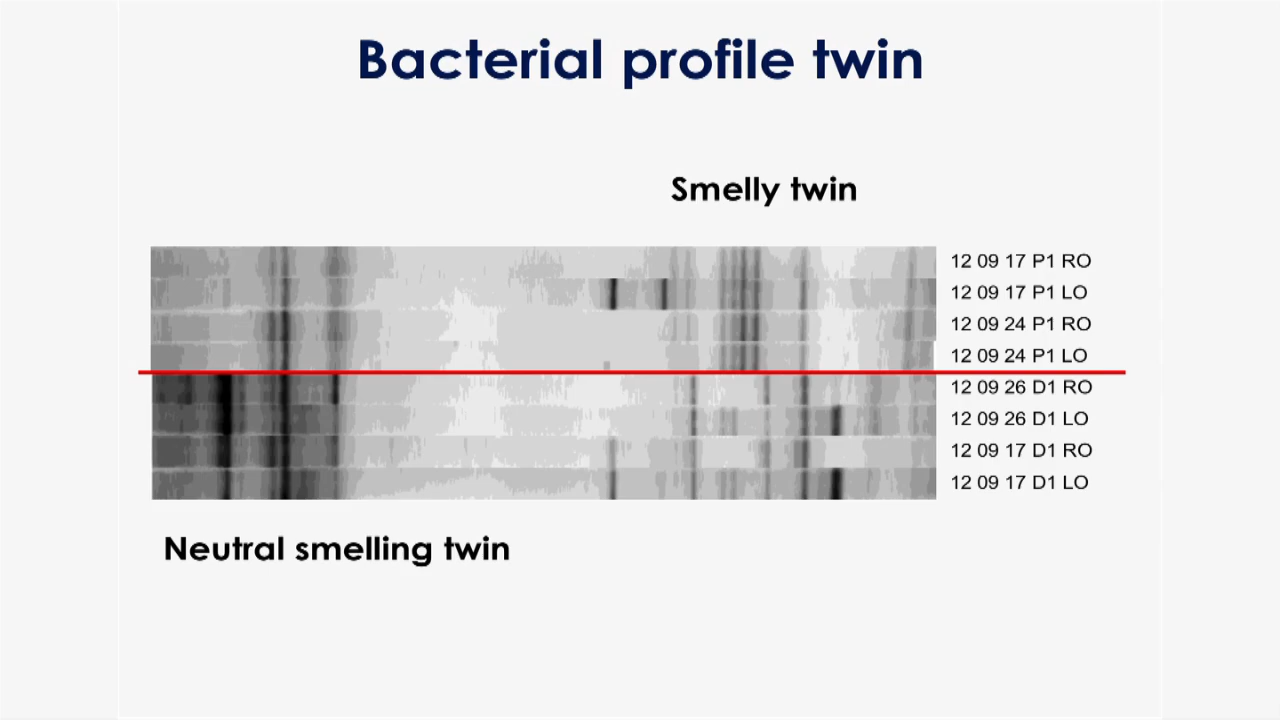 Bacterial profile twin
Smelly twin
12 09 17 P1 RO
12 09 17 P1 LO
12 09 24 P1 RO
12 09 24 P1 LO
12 09 26 D1 RO
12 09 26 D1 LO
12 09 17 D1 RO
12 09 17 D1 LO
Neutral smelling twin